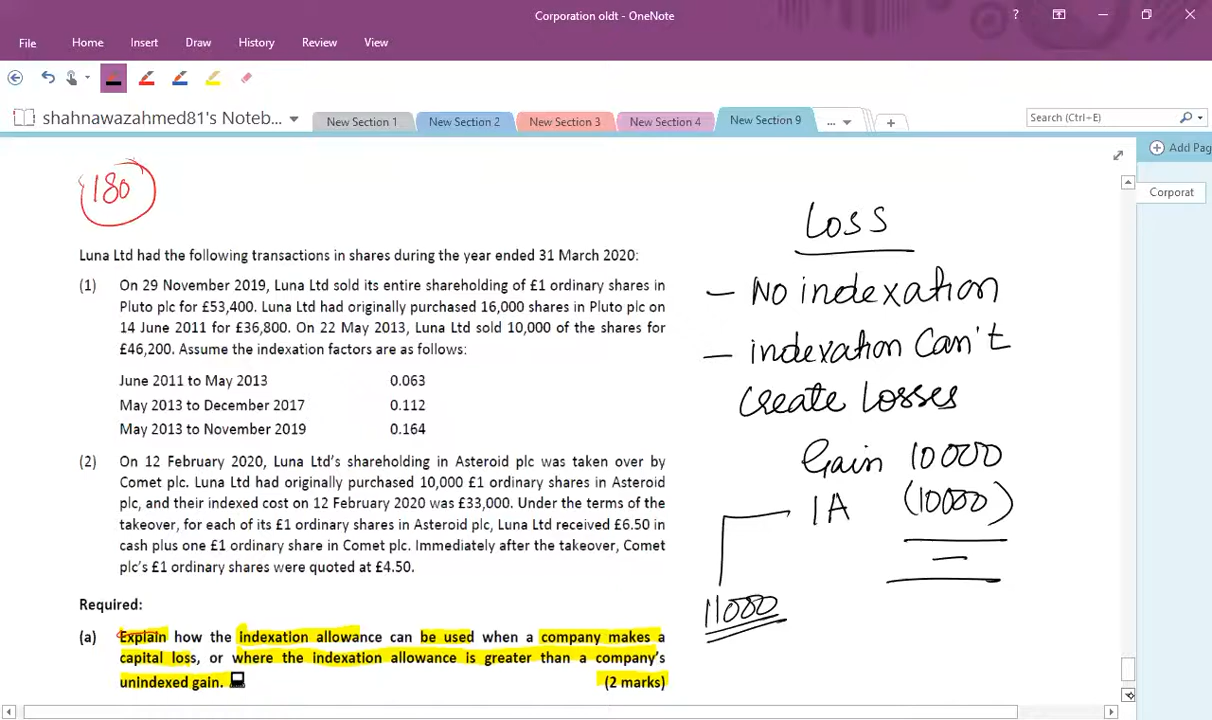 Corporation oldt - OneNote
?
File Home Insert Draw History Review View
shahnawazahmed81's Noteb...
New Section 1 New Section 2 New Section 3 New Section 4 New Section 9 ... +
Search (Ctrl+E)
Add Pag
Corporat
180
Luna Ltd had the following transactions in shares during the year ended 31 March 2020:
(1) On 29 November 2019, Luna Ltd sold its entire shareholding of £1 ordinary shares in
Pluto plc for £53,400. Luna Ltd had originally purchased 16,000 shares in Pluto plc on
14 June 2011 for £36,800. On 22 May 2013, Luna Ltd sold 10,000 of the shares for
£46,200. Assume the indexation factors are as follows:
June 2011 to May 2013 0.063
May 2013 to December 2017 0.112
May 2013 to November 2019 0.164
(2) On 12 February 2020, Luna Ltd's shareholding in Asteroid plc was taken over by
Comet plc. Luna Ltd had originally purchased 10,000 £1 ordinary shares in Asteroid
plc, and their indexed cost on 12 February 2020 was £33,000. Under the terms of the
takeover, for each of its £1 ordinary shares in Asteroid plc, Luna Ltd received £6.50 in
cash plus one £1 ordinary share in Comet plc. Immediately after the takeover, Comet
plc's £1 ordinary shares were quoted at £4.50.
Required:
(a) Explain how the indexation allowance can be used when a company makes a
capital loss, or where the indexation allowance is greater than a company's
unindexed gain. (2 marks)
Loss
- No indexation
- indexation Can't
Create Losses
Gain 10000
IA (10000)
11000